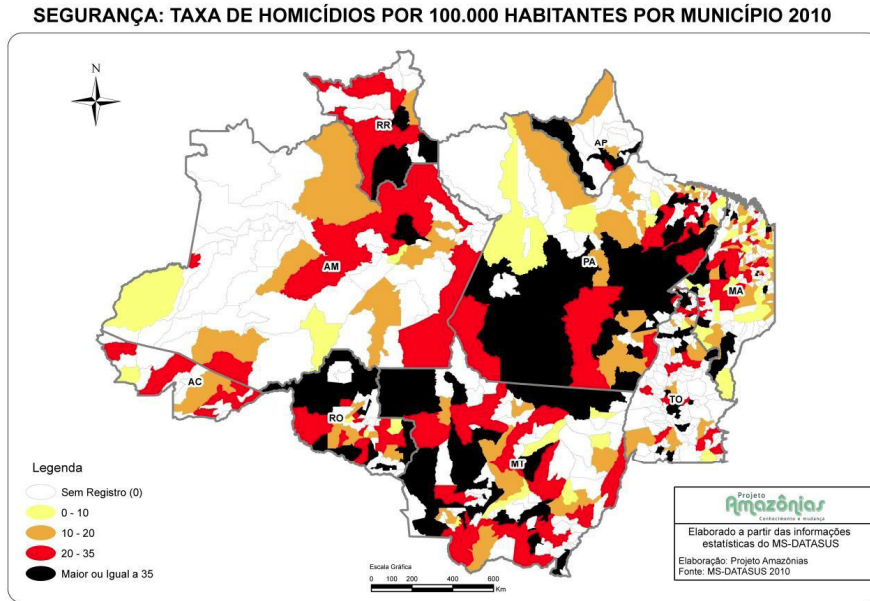 SEGURANÇA: TAXA DE HOMICÍDIOS POR 100.000 HABITANTES POR MUNICÍPIO 2010
N
RR
AP
AM
PA
MA
AC
RO
TO
MT
Legenda
Sem Registro (0)
0 - 10
10 - 20
20 - 35
Maior ou Igual a 35
Escala Gráfica
0 100 200 400 600
Km
Projeto
Amazônias
Conhecimento e mudança
Elaborado a partir das informações
estatísticas do MS-DATASUS
Elaboração: Projeto Amazônias
Fonte: MS-DATASUS 2010